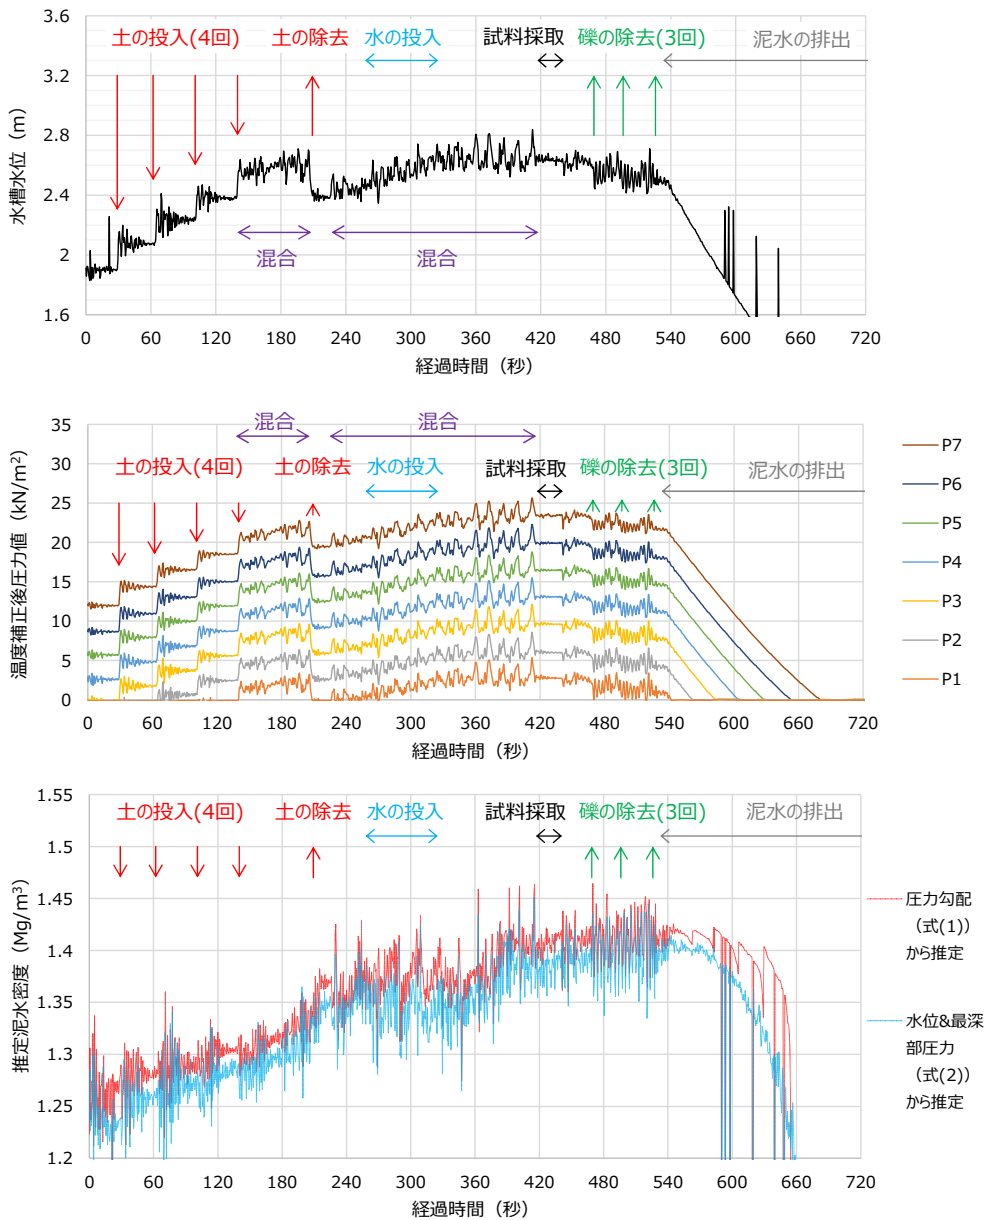 3.6
3.2
2.8
2.4
2
1.6
水槽水位（m）
土の投入(4回)
土の除去
水の投入
試料採取
礫の除去(3回)
泥水の排出
混合
混合
0
60
120
180
240
300
360
420
480
540
600
660
720
経過時間（秒）
35
30
25
20
15
10
5
0
温度補正後圧力値（kN/m²）
混合
混合
土の投入(4回)
土の除去
水の投入
試料採取
礫の除去(3回)
泥水の排出
P7
P6
P5
P4
P3
P2
P1
0
60
120
180
240
300
360
420
480
540
600
660
720
経過時間（秒）
1.55
1.5
1.45
1.4
1.35
1.3
1.25
1.2
推定泥水密度（Mg/m³）
土の投入(4回)
土の除去
水の投入
試料採取
礫の除去(3回)
泥水の排出
圧力勾配
（式(1)）
から推定
水位&最深
部圧力
（式(2)）
から推定
0
60
120
180
240
300
360
420
480
540
600
660
720
経過時間（秒）